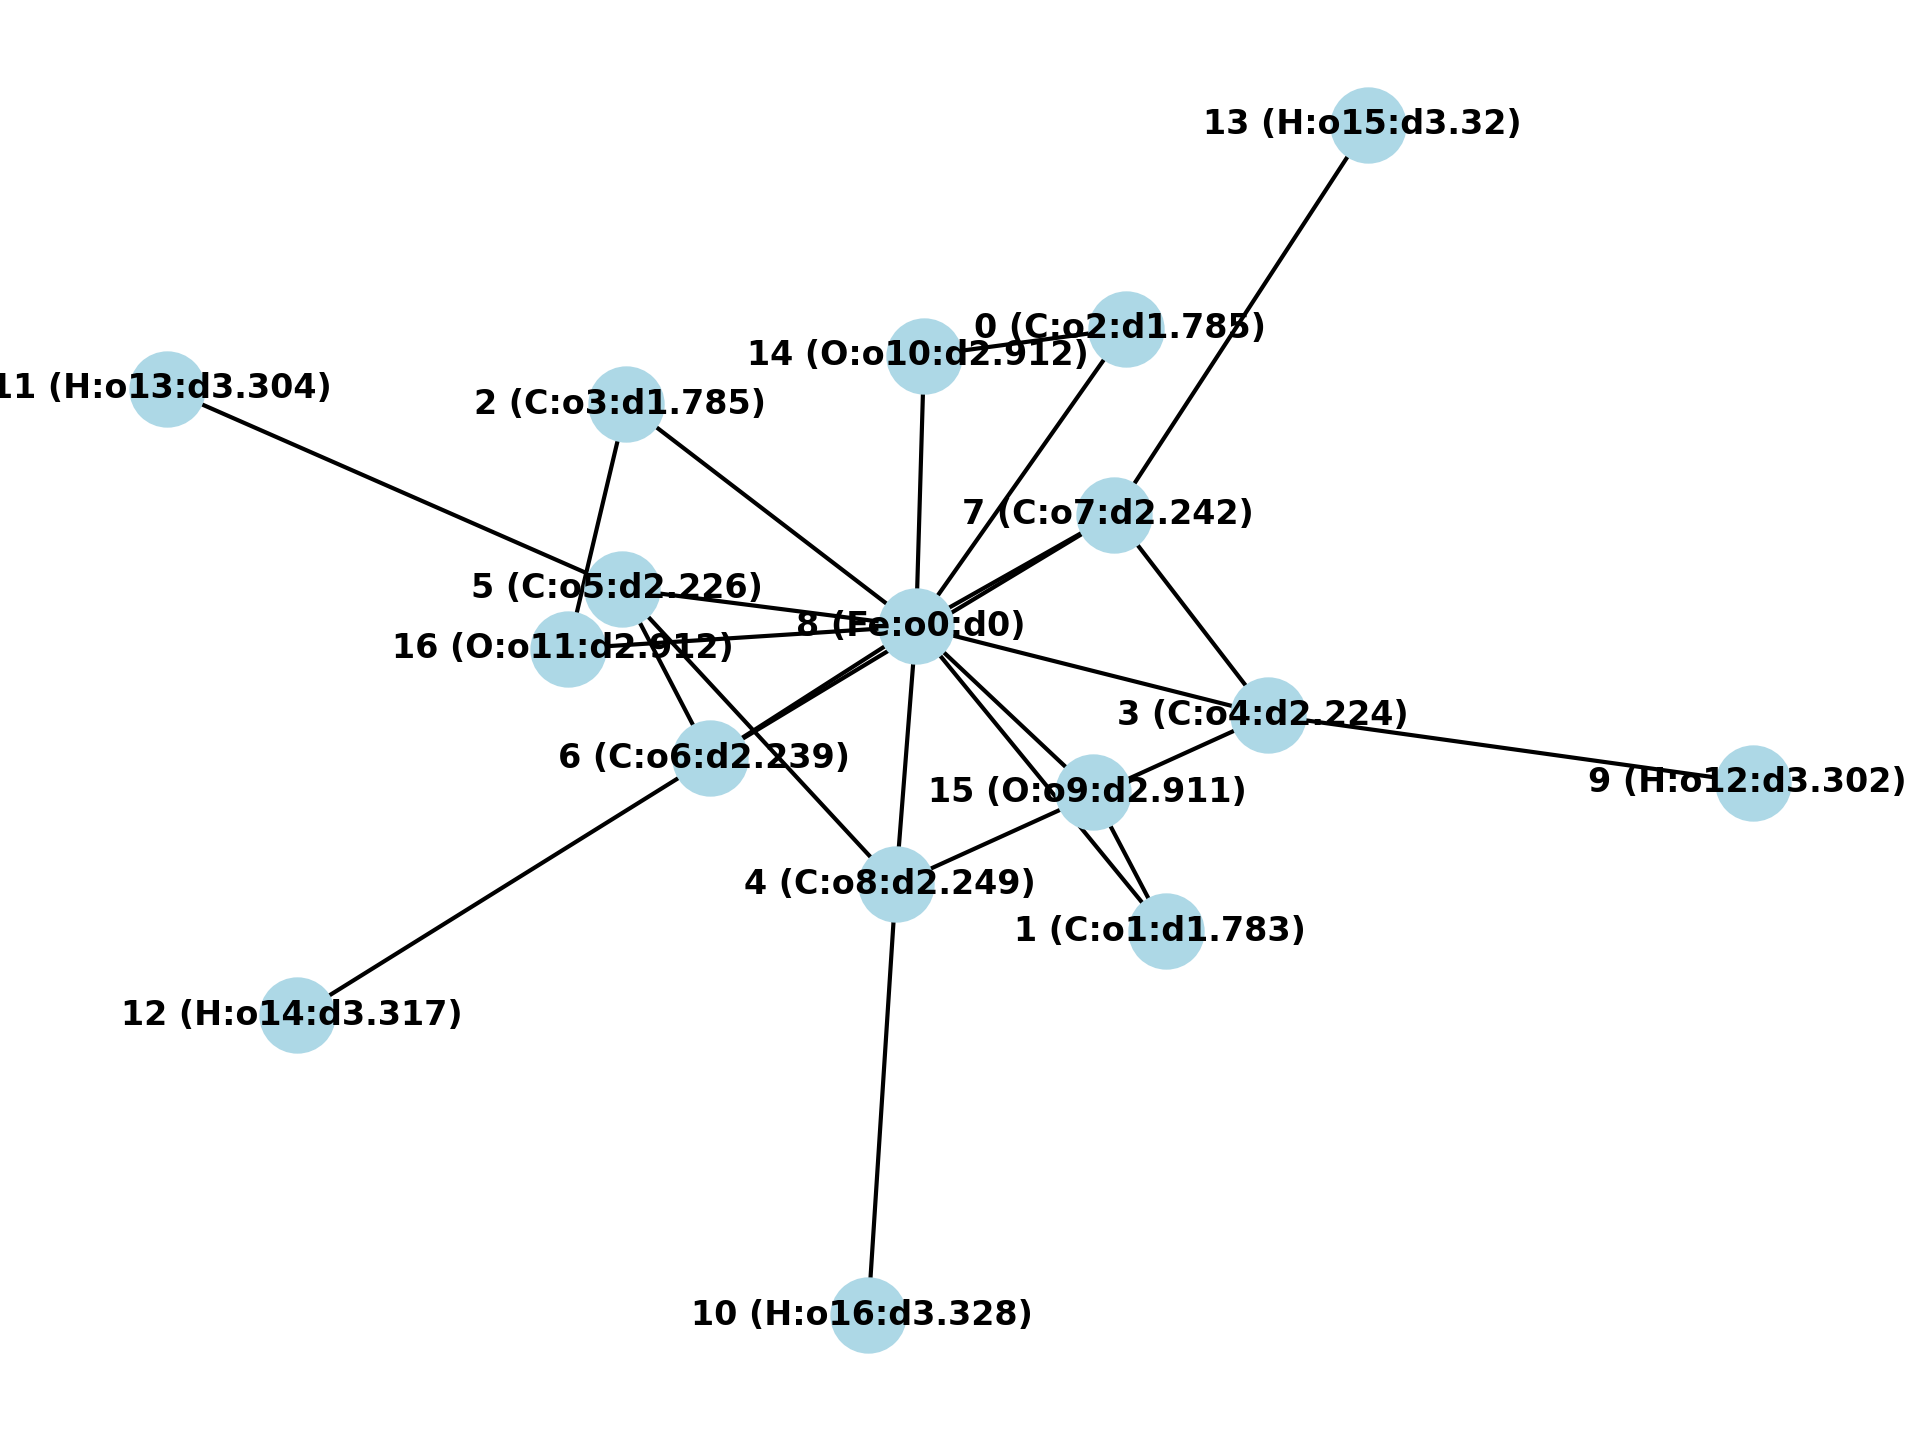 13 (H:o15:d3.32)
0 (C:o2:d1.785)
14 (O:o10:d2.912)
11 (H:o13:d3.304)
2 (C:o3:d1.785)
7 (C:o7:d2.242)
5 (C:o5:d2.226)
8 (Fe:o0:d0)
16 (O:o11:d2.912)
3 (C:o4:d2.224)
6 (C:o6:d2.239)
9 (H:o12:d3.302)
15 (O:o9:d2.911)
4 (C:o8:d2.249)
1 (C:o1:d1.783)
12 (H:o14:d3.317)
10 (H:o16:d3.328)